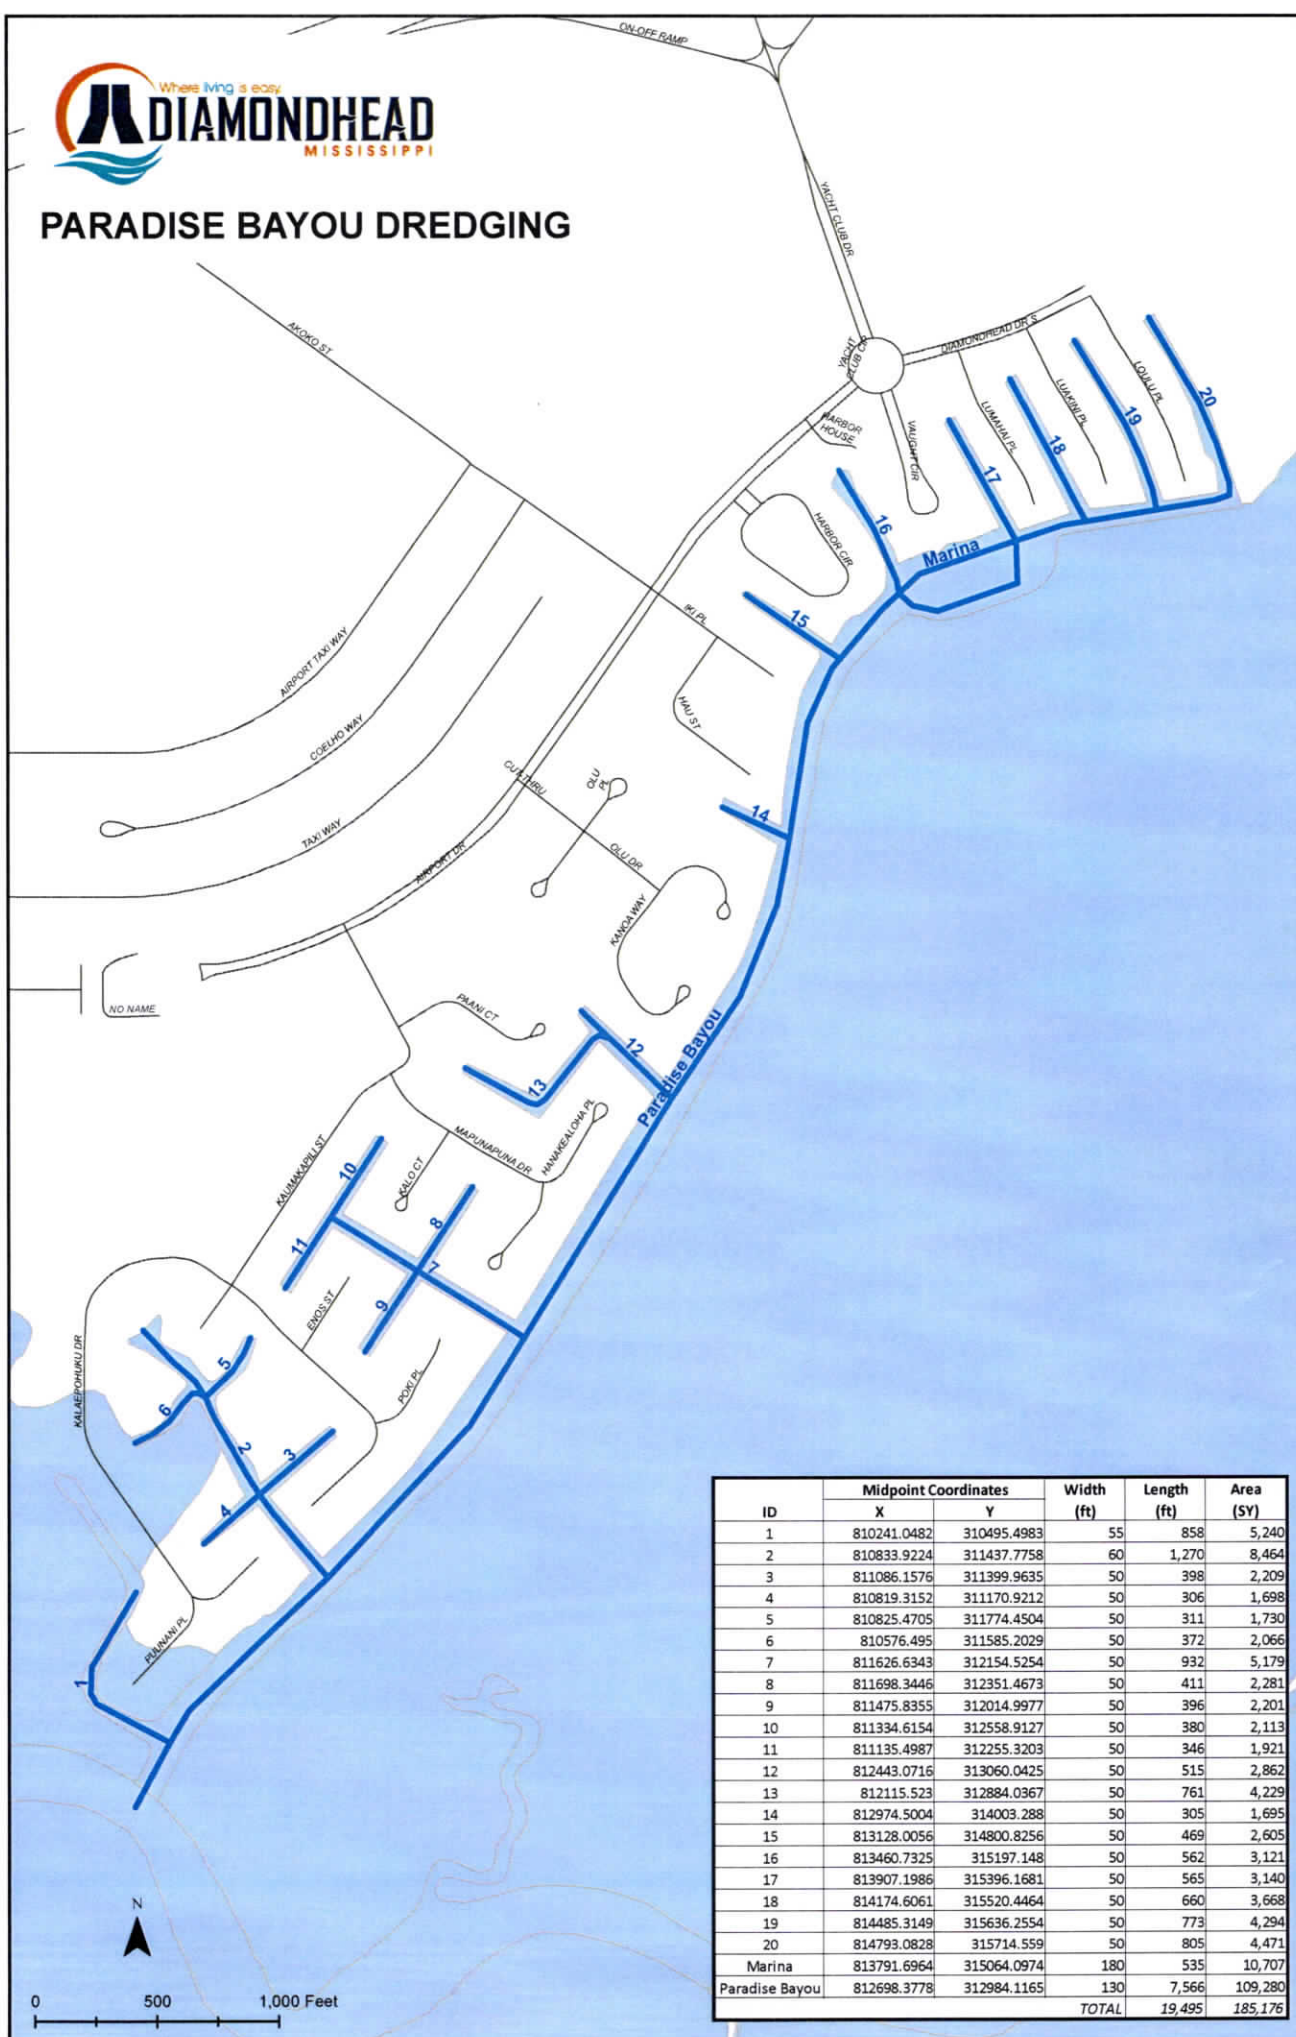 Where living is easy.
DIAMONDHEAD
MISSISSIPPI
PARADISE BAYOU DREDGING
ON-OFF RAMP
YACHT CLUB DR
AKOKO ST
YACHT
CLUB CIR
DIAMONDHEAD DR S
LOULU PL
LUAKINI PL
LUMAHAI PL
20
19
18
17
HARBOR
HOUSE
VAUGHT CIR
16
HARBOR CIR
Marina
15
IKI PL
AIRPORT TAXI WAY
HAU ST
COELHO WAY
CUT-THRU
OLU
PL
14
TAXI WAY
AIRPORT DR
OLU DR
KANOA WAY
NO NAME
PAANI CT
12
Paradise Bayou
13
MAPUNAPUNA DR
HANAKEALOHA PL
KAUMAKAPILI ST
10
KALO CT
8
11
7
9
ENOS ST
KALAEPOHUKU DR
5
POKI PL
6
2
3
4
PUUNANI PL
1
N
0 500 1,000 Feet
ID Midpoint Coordinates Width Length Area
X Y (ft) (ft) (SY)
1 810241.0482 310495.4983 55 858 5,240
2 810833.9224 311437.7758 60 1,270 8,464
3 811086.1576 311399.9635 50 398 2,209
4 810819.3152 311170.9212 50 306 1,698
5 810825.4705 311774.4504 50 311 1,730
6 810576.495 311585.2029 50 372 2,066
7 811626.6343 312154.5254 50 932 5,179
8 811698.3446 312351.4673 50 411 2,281
9 811475.8355 312014.9977 50 396 2,201
10 811334.6154 312558.9127 50 380 2,113
11 811135.4987 312255.3203 50 346 1,921
12 812443.0716 313060.0425 50 515 2,862
13 812115.523 312884.0367 50 761 4,229
14 812974.5004 314003.288 50 305 1,695
15 813128.0056 314800.8256 50 469 2,605
16 813460.7325 315197.148 50 562 3,121
17 813907.1986 315396.1681 50 565 3,140
18 814174.6061 315520.4464 50 660 3,668
19 814485.3149 315636.2554 50 773 4,294
20 814793.0828 315714.559 50 805 4,471
Marina 813791.6964 315064.0974 180 535 10,707
Paradise Bayou 812698.3778 312984.1165 130 7,566 109,280
TOTAL 19,495 185,176